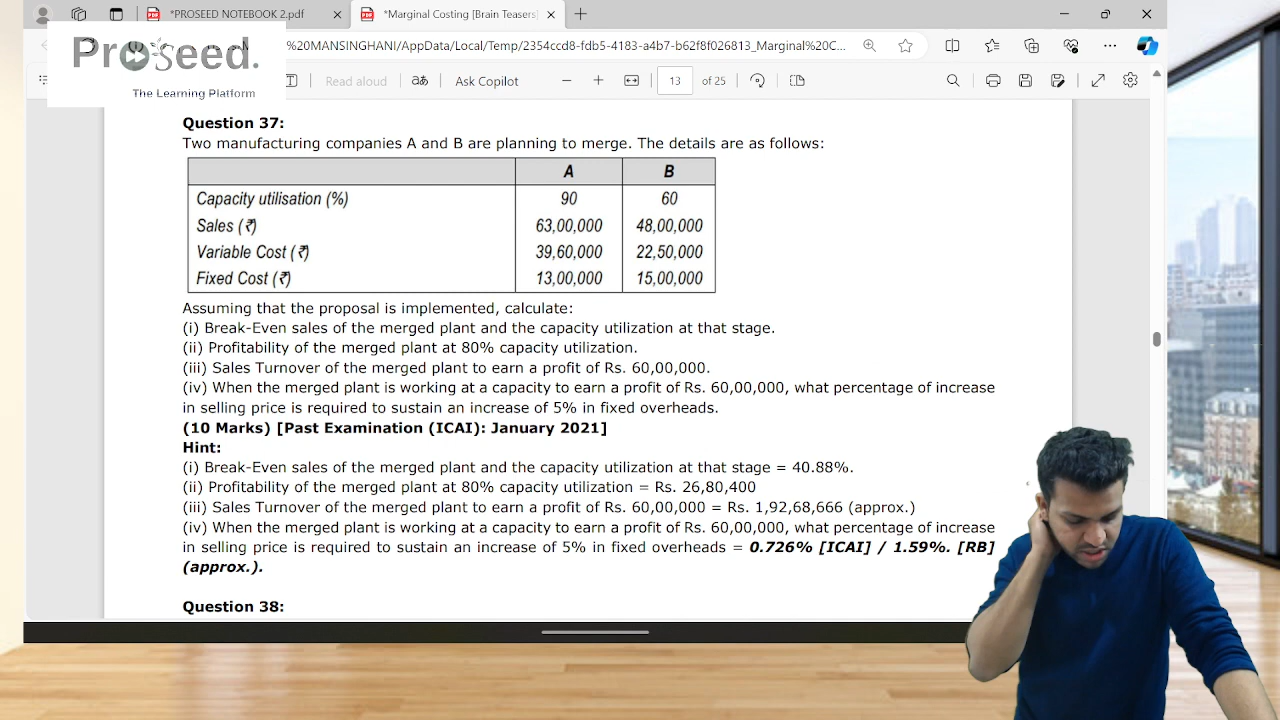 *PROSEED NOTEBOOK 2.pdf
*Marginal Costing [Brain Teasers]
Proseed.
The Learning Platform
%20MANSINGHANI/AppData/Local/Temp/2354ccd8-fdb5-4183-a4b7-b62f8f026813_Marginal%20C...
Read aloud
Ask Copilot
13
of 25
Question 37:
Two manufacturing companies A and B are planning to merge. The details are as follows:
A B
Capacity utilisation (%) 90 60
Sales (₹) 63,00,000 48,00,000
Variable Cost (₹) 39,60,000 22,50,000
Fixed Cost (₹) 13,00,000 15,00,000
Assuming that the proposal is implemented, calculate:
(i) Break-Even sales of the merged plant and the capacity utilization at that stage.
(ii) Profitability of the merged plant at 80% capacity utilization.
(iii) Sales Turnover of the merged plant to earn a profit of Rs. 60,00,000.
(iv) When the merged plant is working at a capacity to earn a profit of Rs. 60,00,000, what percentage of increase
in selling price is required to sustain an increase of 5% in fixed overheads.
(10 Marks) [Past Examination (ICAI): January 2021]
Hint:
(i) Break-Even sales of the merged plant and the capacity utilization at that stage = 40.88%.
(ii) Profitability of the merged plant at 80% capacity utilization = Rs. 26,80,400
(iii) Sales Turnover of the merged plant to earn a profit of Rs. 60,00,000 = Rs. 1,92,68,666 (approx.)
(iv) When the merged plant is working at a capacity to earn a profit of Rs. 60,00,000, what percentage of increase
in selling price is required to sustain an increase of 5% in fixed overheads = 0.726% [ICAI] / 1.59%. [RB]
(approx.).
Question 38: